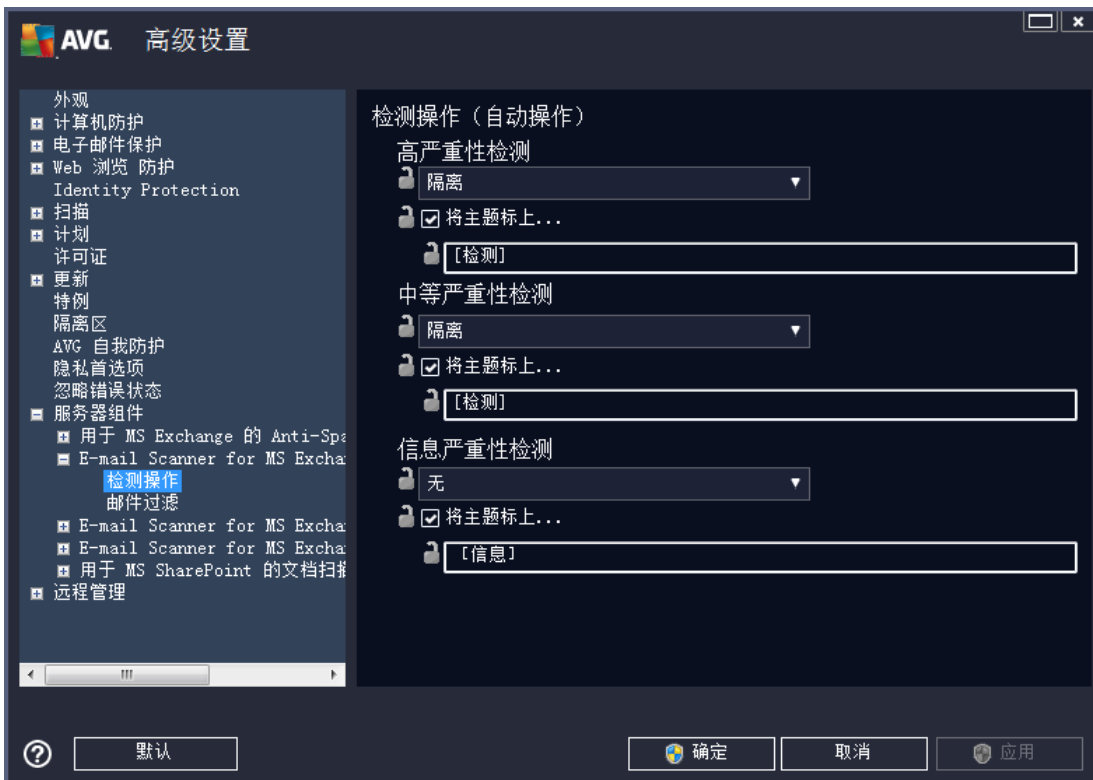 AVG. 高级设置
外观
计算机防护
电子邮件保护
Web 浏览 防护
Identity Protection
扫描
计划
许可证
更新
特例
隔离区
AVG 自我防护
隐私首选项
忽略错误状态
服务器组件
用于 MS Exchange 的 Anti-Spa
E-mail Scanner for MS Excha
检测操作
邮件过滤
E-mail Scanner for MS Excha
E-mail Scanner for MS Excha
用于 MS SharePoint 的文档扫描
远程管理
检测操作（自动操作）
高严重性检测
隔离
将主题标上...
[检测]
中等严重性检测
隔离
将主题标上...
[检测]
信息严重性检测
无
将主题标上...
[信息]
默认
确定
取消
应用